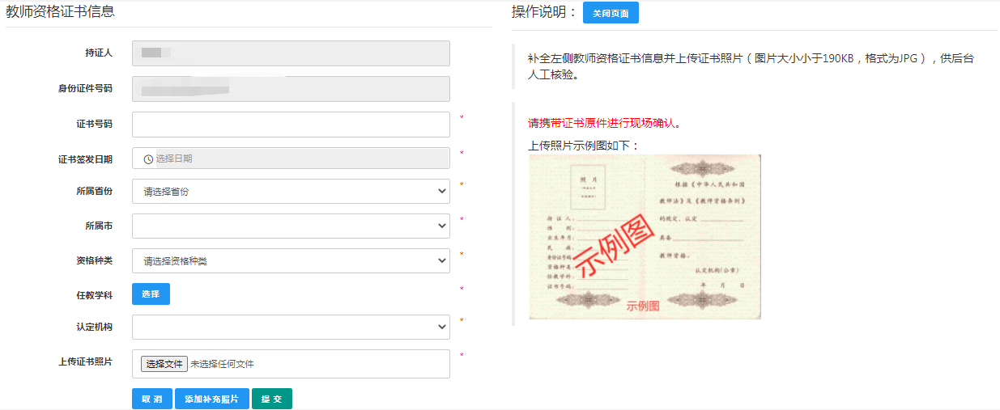 教师资格证书信息
持证人
身份证件号码
证书号码 *
证书签发日期 选择日期 *
所属省份 请选择省份 *
所属市 *
资格种类 请选择资格种类 *
任教学科 选择 *
认定机构 *
上传证书照片 选择文件 未选择任何文件 *
取 消 添加补充照片 提 交
操作说明： 关闭页面
补全左侧教师资格证书信息并上传证书照片（图片大小小于190KB，格式为JPG），供后台
人工核验。
请携带证书原件进行现场确认。
上传照片示例图如下：
照 片
持 证 人：
性 别：
出生年月：
民 族：
身份证号码：
资格种类：
任教学科：
证书号码：
根据《中华人民共和国
教师法》及《教师资格条例》
的规定，认定
具备
教师资格。
认定机构(公章)
年 月 日
示例图
示例图